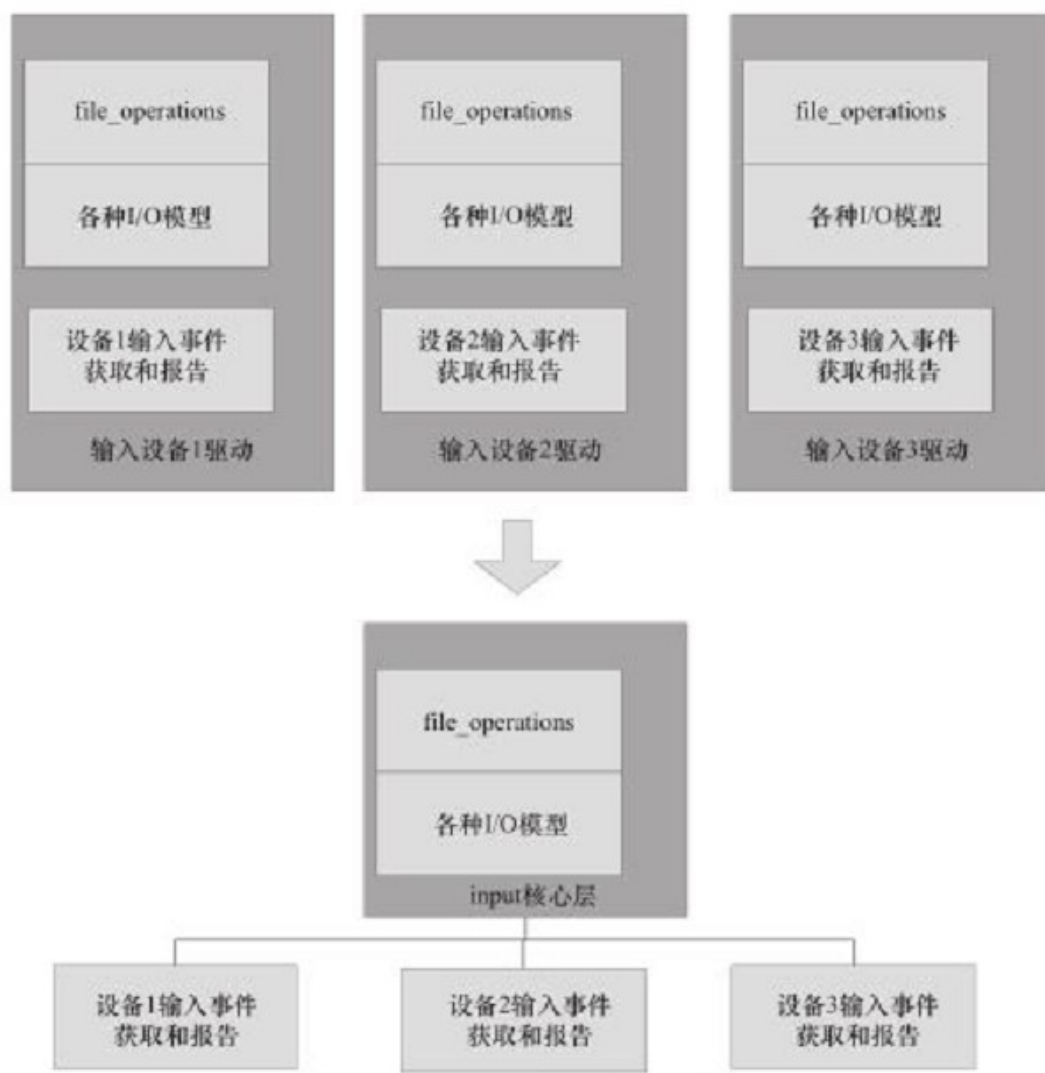 file_operations
file_operations
file_operations
各种I/O模型
各种I/O模型
各种I/O模型
设备1输入事件
获取和报告
设备2输入事件
获取和报告
设备3输入事件
获取和报告
输入设备1驱动
输入设备2驱动
输入设备3驱动
file_operations
各种I/O模型
input核心层
设备1输入事件
获取和报告
设备2输入事件
获取和报告
设备3输入事件
获取和报告